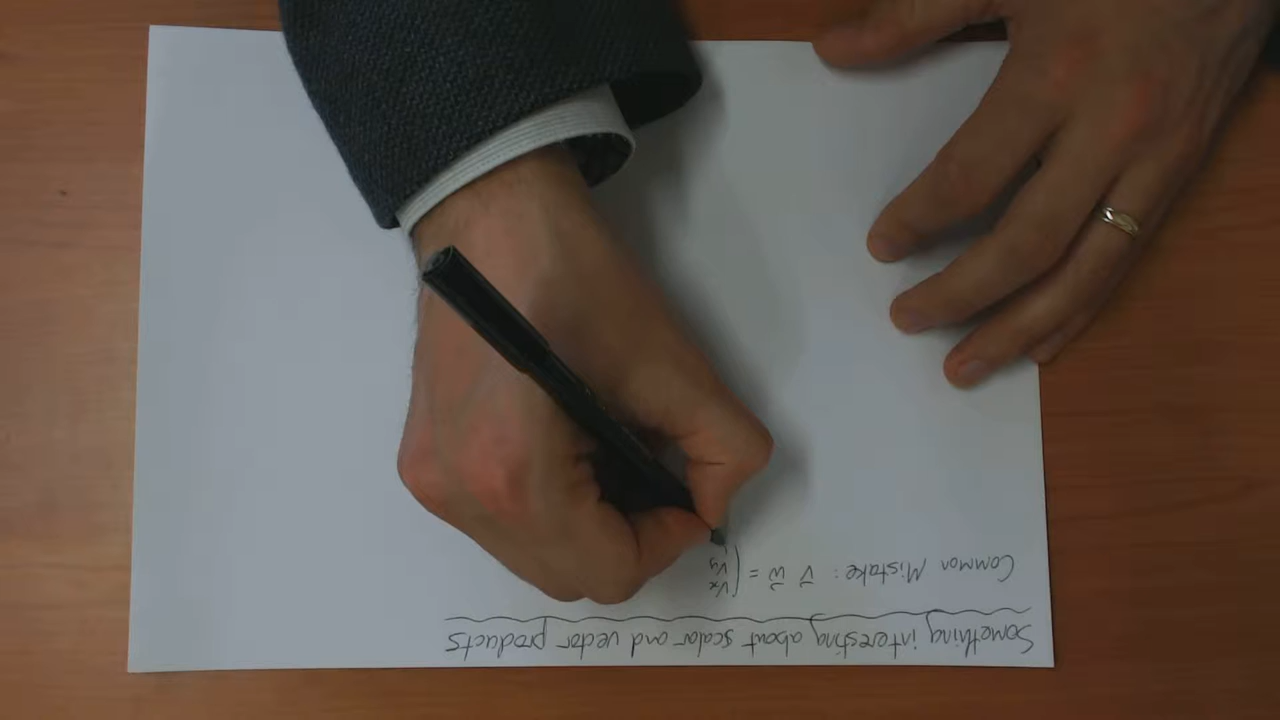 Something interesting about scalar and vector products
Common Mistake: v⃗ w⃗ = (vx
vy